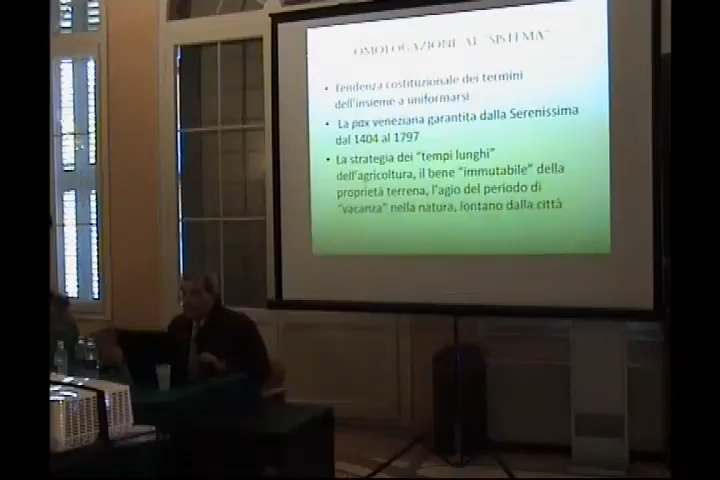 OMOLOGAZIONE AL "SISTEMA"
• Tendenza costituzionale dei termini
dell'insieme a uniformarsi
• La pax veneziana garantita dalla Serenissima
dal 1404 al 1797
• La strategia dei "tempi lunghi"
dell'agricoltura, il bene "immutabile" della
proprietà terrena, l'agio del periodo di
"vacanza" nella natura, lontano dalla città